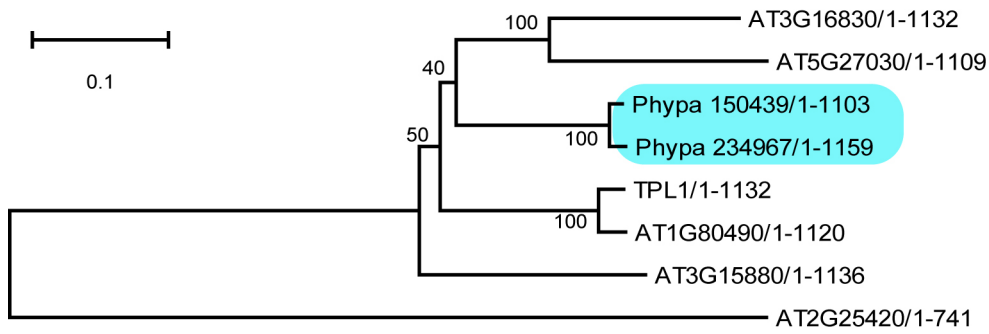 100
AT3G16830/1-1132
AT5G27030/1-1109
0.1
40
Phypa 150439/1-1103
100
Phypa 234967/1-1159
50
TPL1/1-1132
100
AT1G80490/1-1120
AT3G15880/1-1136
AT2G25420/1-741